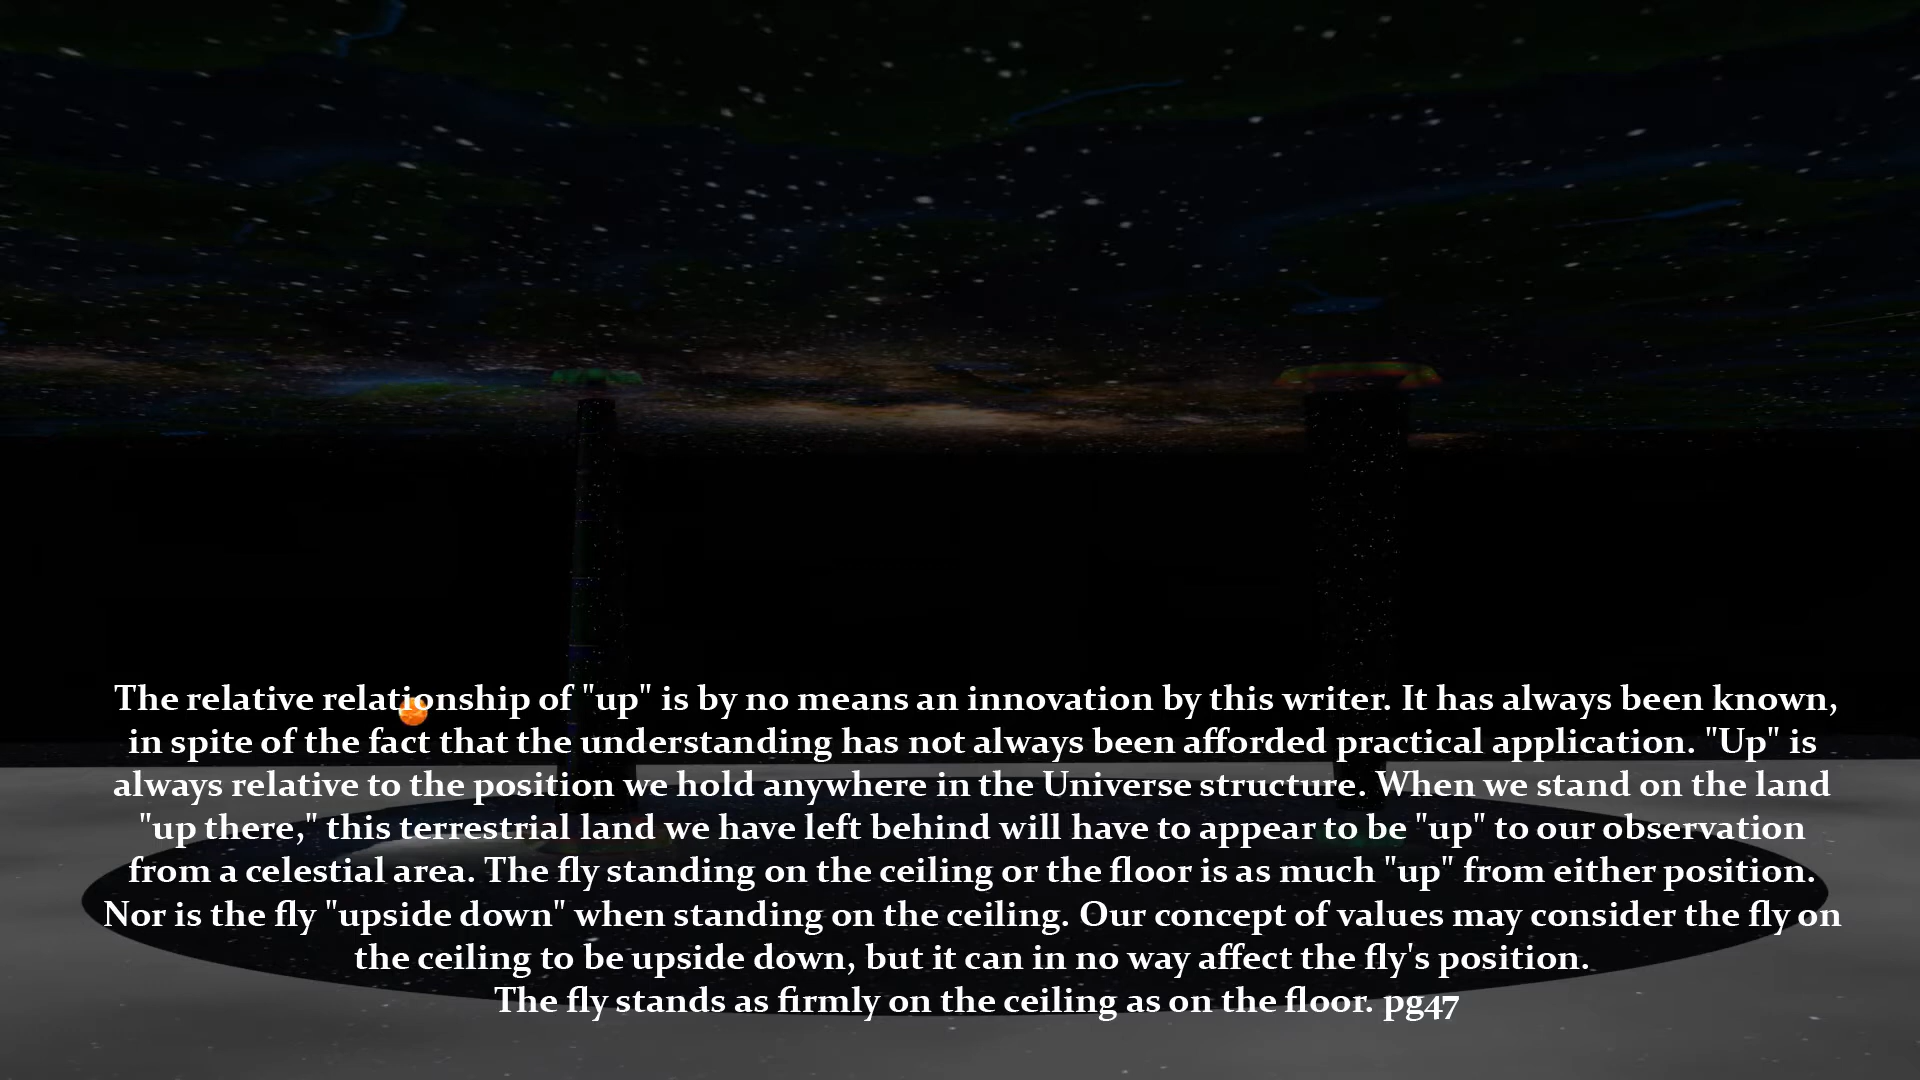 The relative relationship of "up" is by no means an innovation by this writer. It has always been known,
in spite of the fact that the understanding has not always been afforded practical application. "Up" is
always relative to the position we hold anywhere in the Universe structure. When we stand on the land
"up there," this terrestrial land we have left behind will have to appear to be "up" to our observation
from a celestial area. The fly standing on the ceiling or the floor is as much "up" from either position.
Nor is the fly "upside down" when standing on the ceiling. Our concept of values may consider the fly on
the ceiling to be upside down, but it can in no way affect the fly's position.
The fly stands as firmly on the ceiling as on the floor. pg47